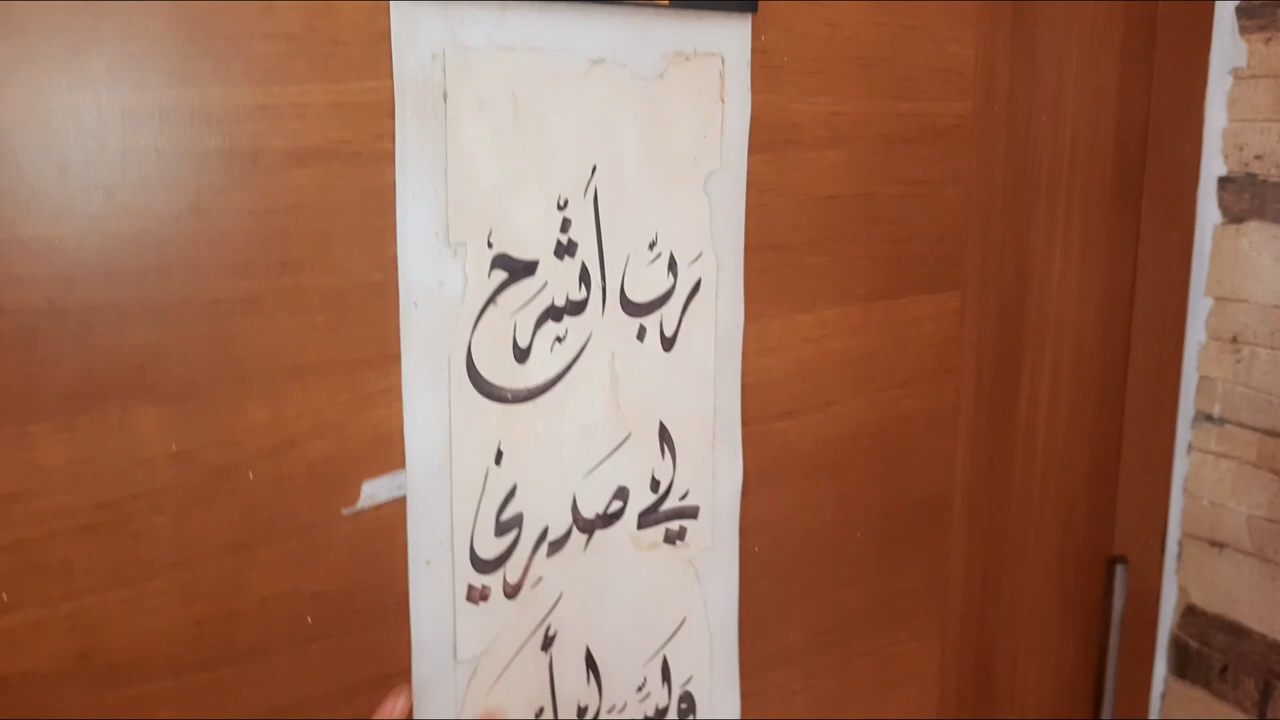 رَبِّ اشْرَحْ
لِي صَدْرِي
وَيَسِّرْ لِي أَ